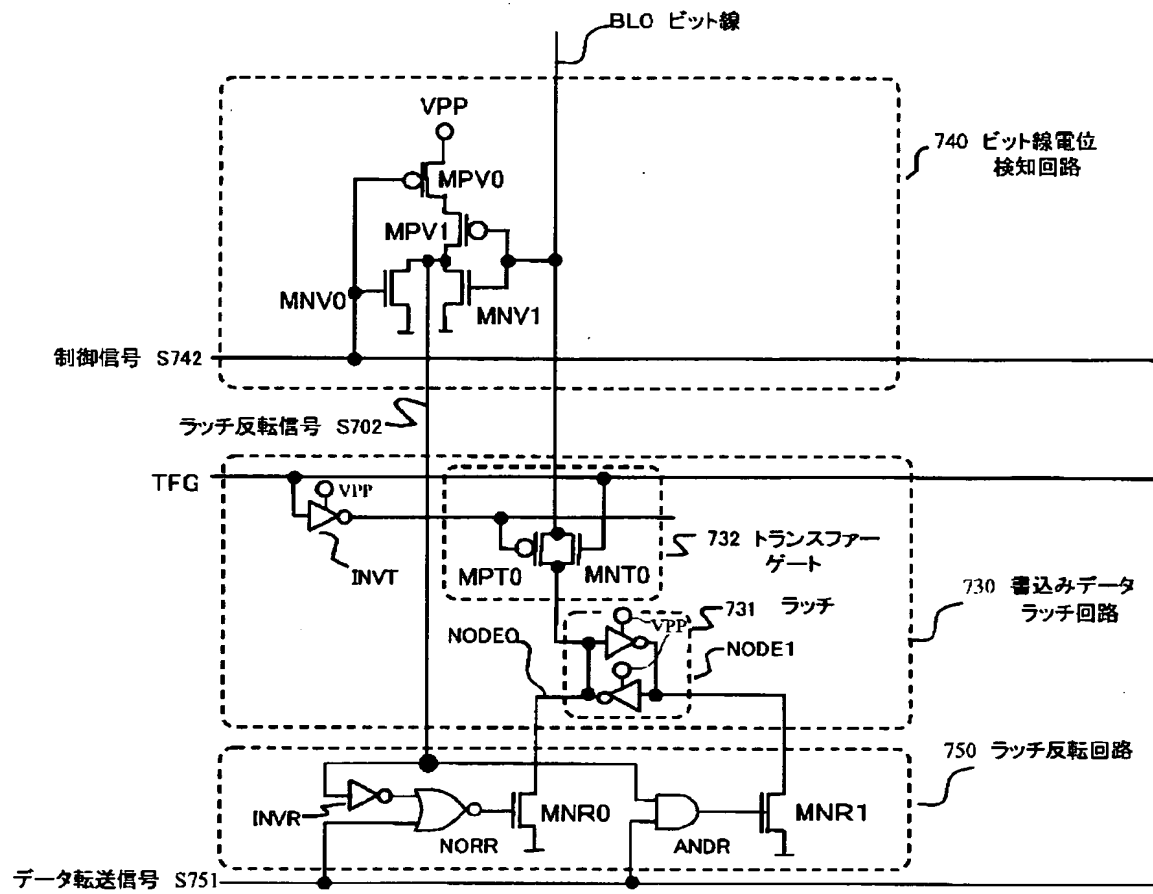 BL0 ビット線
VPP
740 ビット線電位
検知回路
MPV0
MPV1
MNV0
MNV1
制御信号 S742
ラッチ反転信号 S702
TFG
VPP
INVT
MPT0
MNT0
732 トランスファー
ゲート
730 書込みデータ
ラッチ回路
731 ラッチ
VPP
NODE0
NODE1
750 ラッチ反転回路
INVR
NORR
MNR0
ANDR
MNR1
データ転送信号 S751